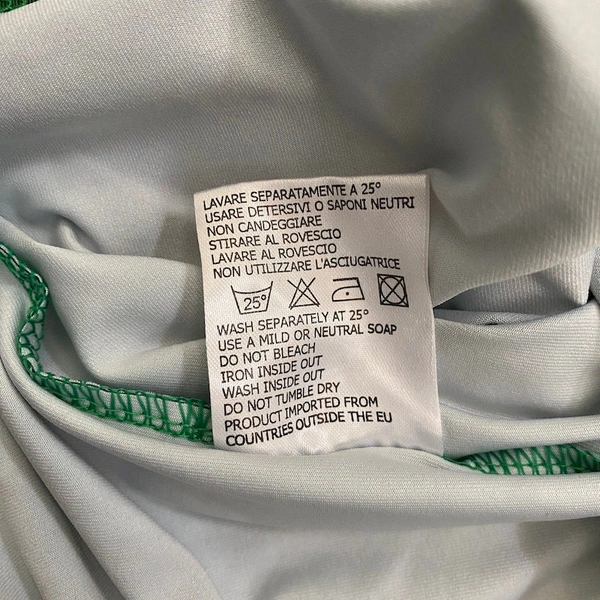 LAVARE SEPARATAMENTE A 25°
USARE DETERSIVI O SAPONI NEUTRI
NON CANDEGGIARE
STIRARE AL ROVESCIO
LAVARE AL ROVESCIO
NON UTILIZZARE L'ASCIUGATRICE
25°
WASH SEPARATELY AT 25°
USE A MILD OR NEUTRAL SOAP
DO NOT BLEACH
IRON INSIDE OUT
WASH INSIDE OUT
DO NOT TUMBLE DRY
PRODUCT IMPORTED FROM
COUNTRIES OUTSIDE THE EU